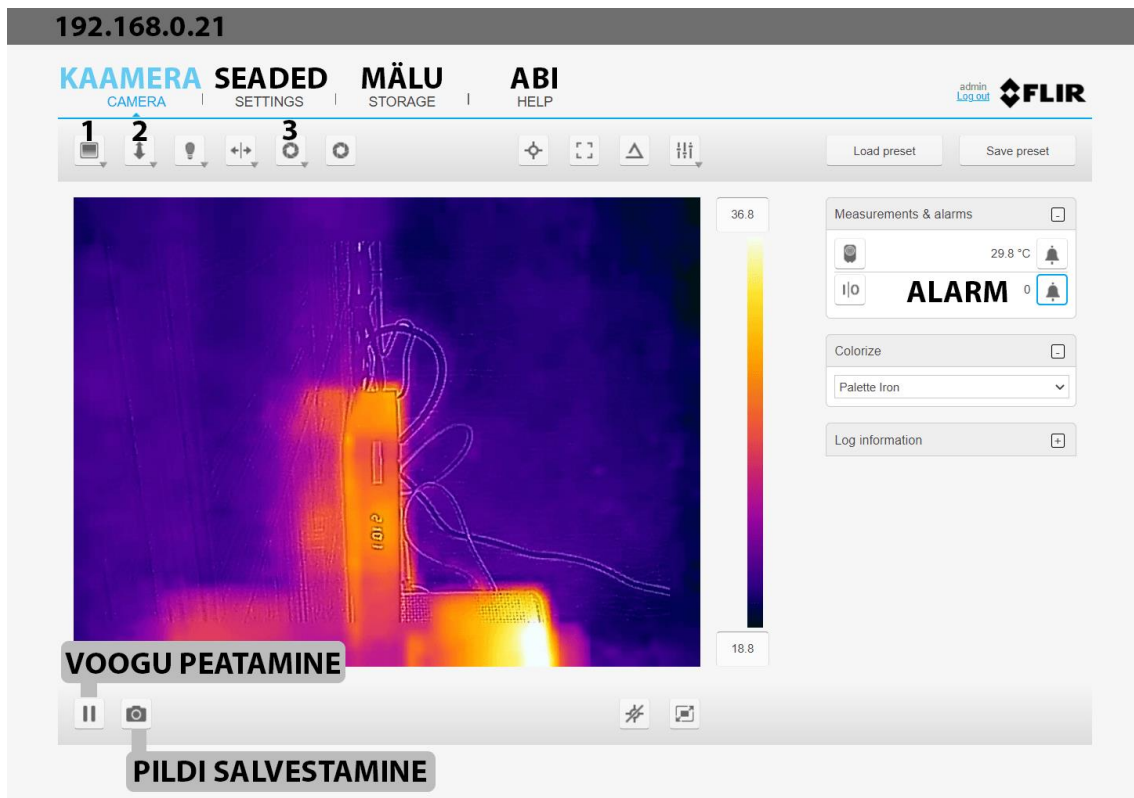 192.168.0.21
KAAMERA SEADED MÄLU ABI
CAMERA | SETTINGS | STORAGE | HELP
admin
Log out
FLIR
1 2 3
Load preset Save preset
36.8
Measurements & alarms
29.8 °C
I|O ALARM 0
Colorize
Palette Iron
Log information
2101
18.8
VOOGU PEATAMINE
PILDI SALVESTAMINE